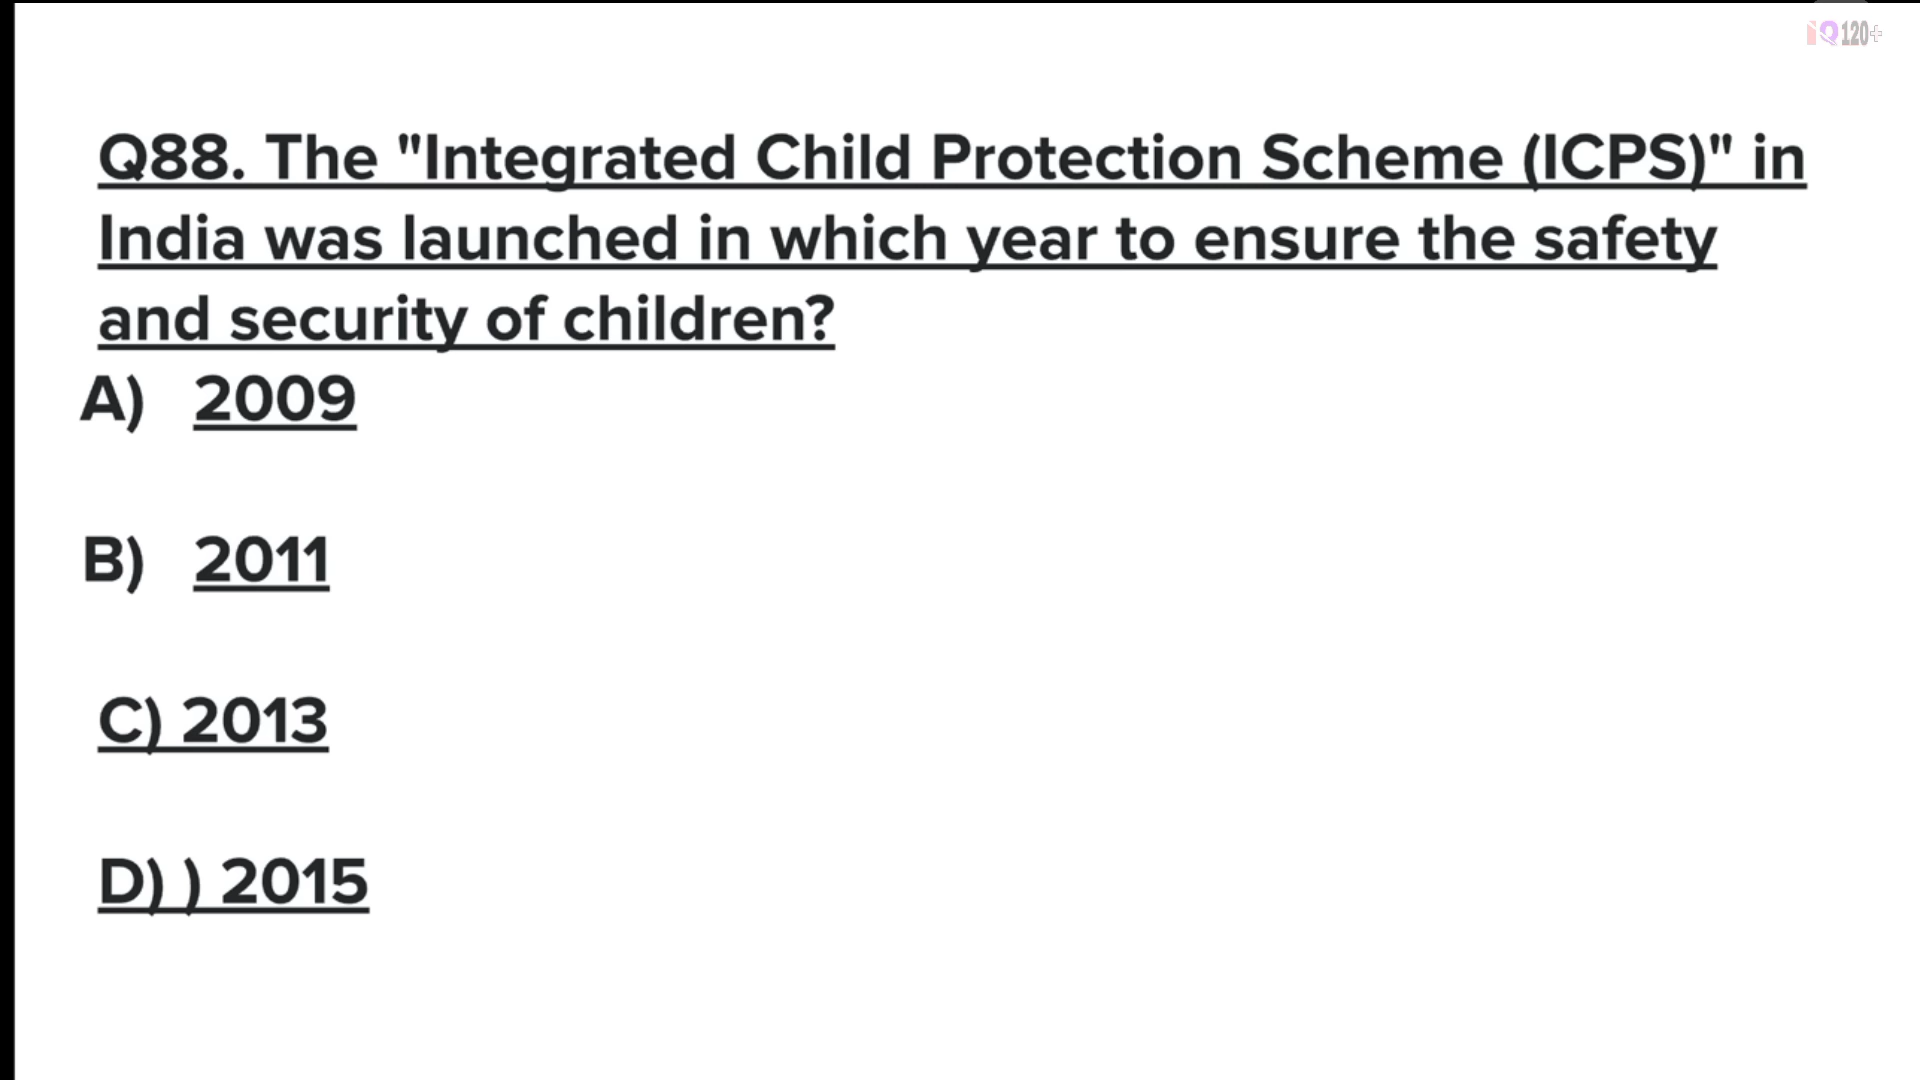 iQ120+
Q88. The "Integrated Child Protection Scheme (ICPS)" in
India was launched in which year to ensure the safety
and security of children?
A) 2009
B) 2011
C) 2013
D) ) 2015